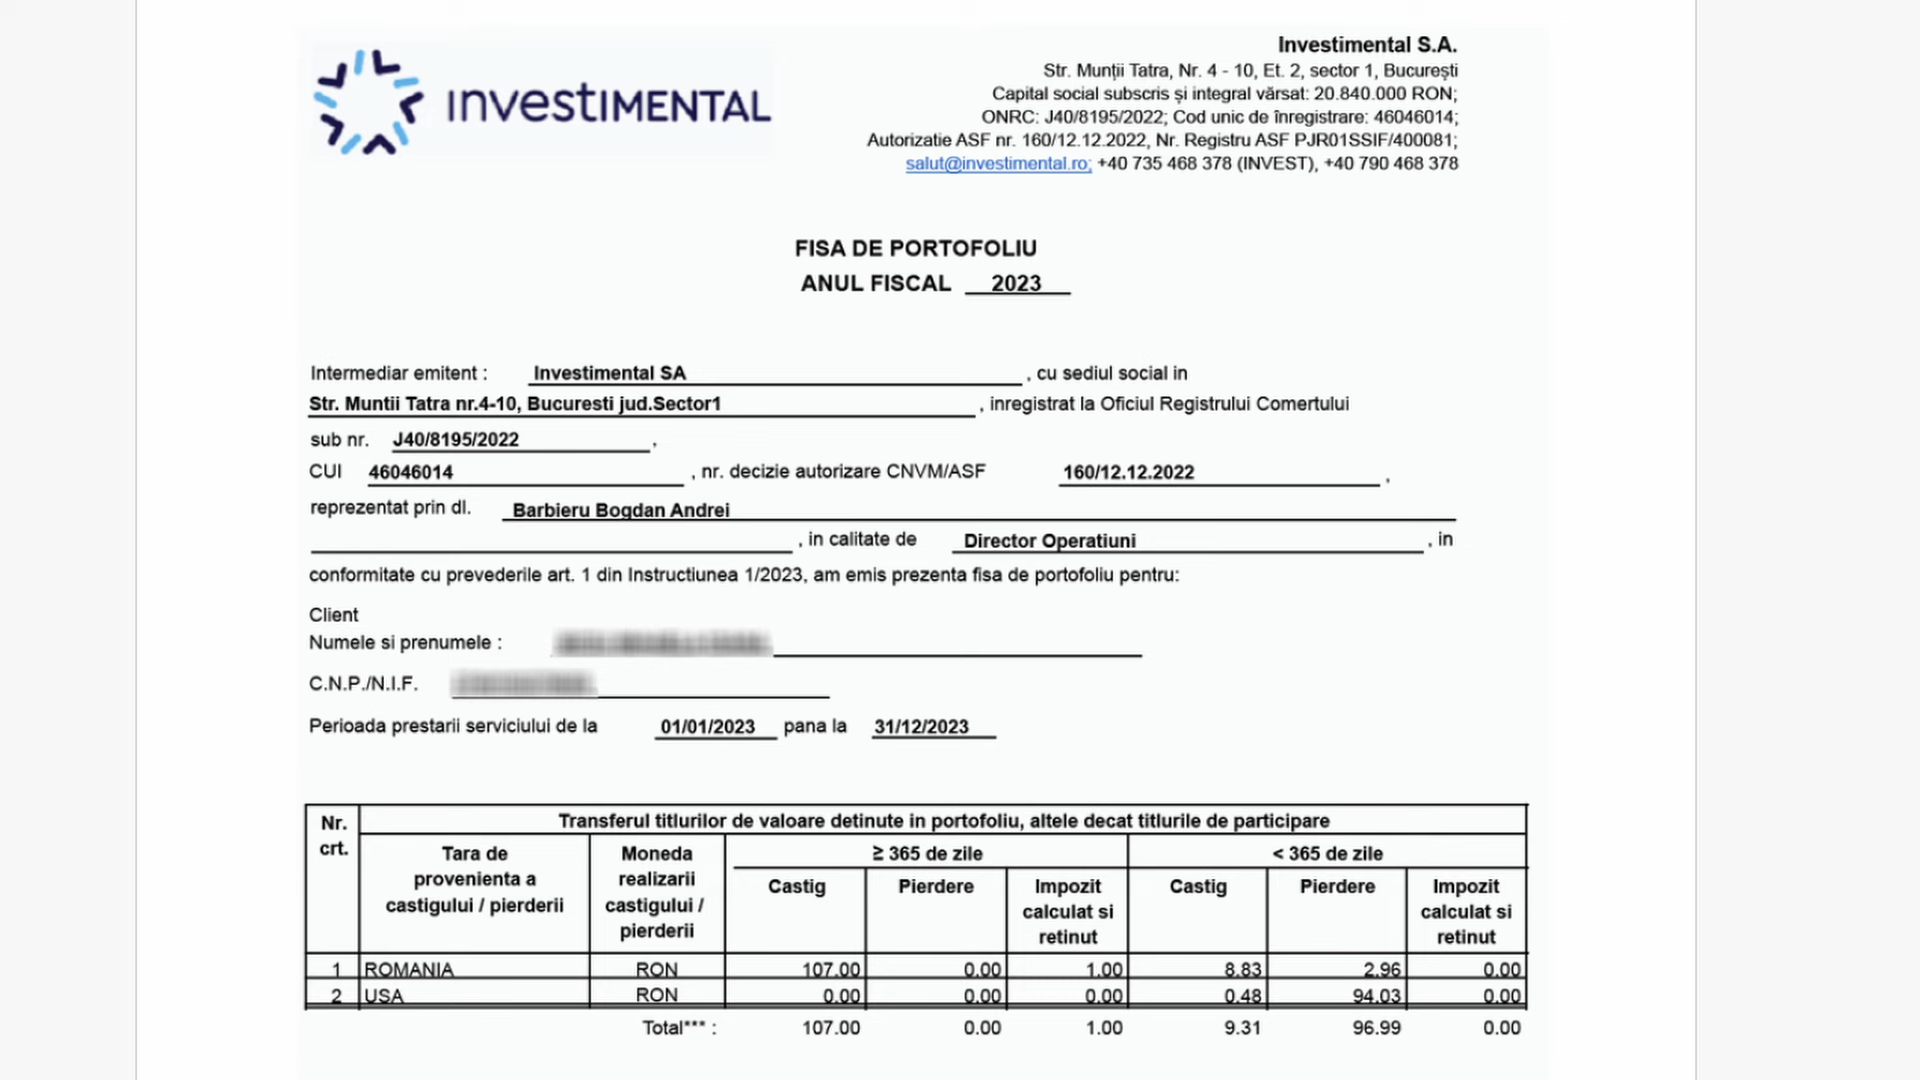 investIMENTAL
Investimental S.A.
Str. Munții Tatra, Nr. 4 - 10, Et. 2, sector 1, București
Capital social subscris și integral vărsat: 20.840.000 RON;
ONRC: J40/8195/2022; Cod unic de înregistrare: 46046014;
Autorizatie ASF nr. 160/12.12.2022, Nr. Registru ASF PJR01SSIF/400081;
salut@investimental.ro; +40 735 468 378 (INVEST), +40 790 468 378
FISA DE PORTOFOLIU
ANUL FISCAL 2023
Intermediar emitent : Investimental SA , cu sediul social in
Str. Muntii Tatra nr.4-10, Bucuresti jud.Sector1 , inregistrat la Oficiul Registrului Comertului
sub nr. J40/8195/2022 ,
CUI 46046014 , nr. decizie autorizare CNVM/ASF 160/12.12.2022 ,
reprezentat prin dl. Barbieru Bogdan Andrei
, in calitate de Director Operatiuni , in
conformitate cu prevederile art. 1 din Instructiunea 1/2023, am emis prezenta fisa de portofoliu pentru:
Client
Numele si prenumele :
C.N.P./N.I.F.
Perioada prestarii serviciului de la 01/01/2023 pana la 31/12/2023
Nr. crt.
Transferul titlurilor de valoare detinute in portofoliu, altele decat titlurile de participare
Tara de provenienta a castigului / pierderii
Moneda realizarii castigului / pierderii
≥ 365 de zile
< 365 de zile
Castig Pierdere Impozit calculat si retinut Castig Pierdere Impozit calculat si retinut
1 ROMANIA RON 107.00 0.00 1.00 8.83 2.96 0.00
2 USA RON 0.00 0.00 0.00 0.48 94.03 0.00
Total*** : 107.00 0.00 1.00 9.31 96.99 0.00